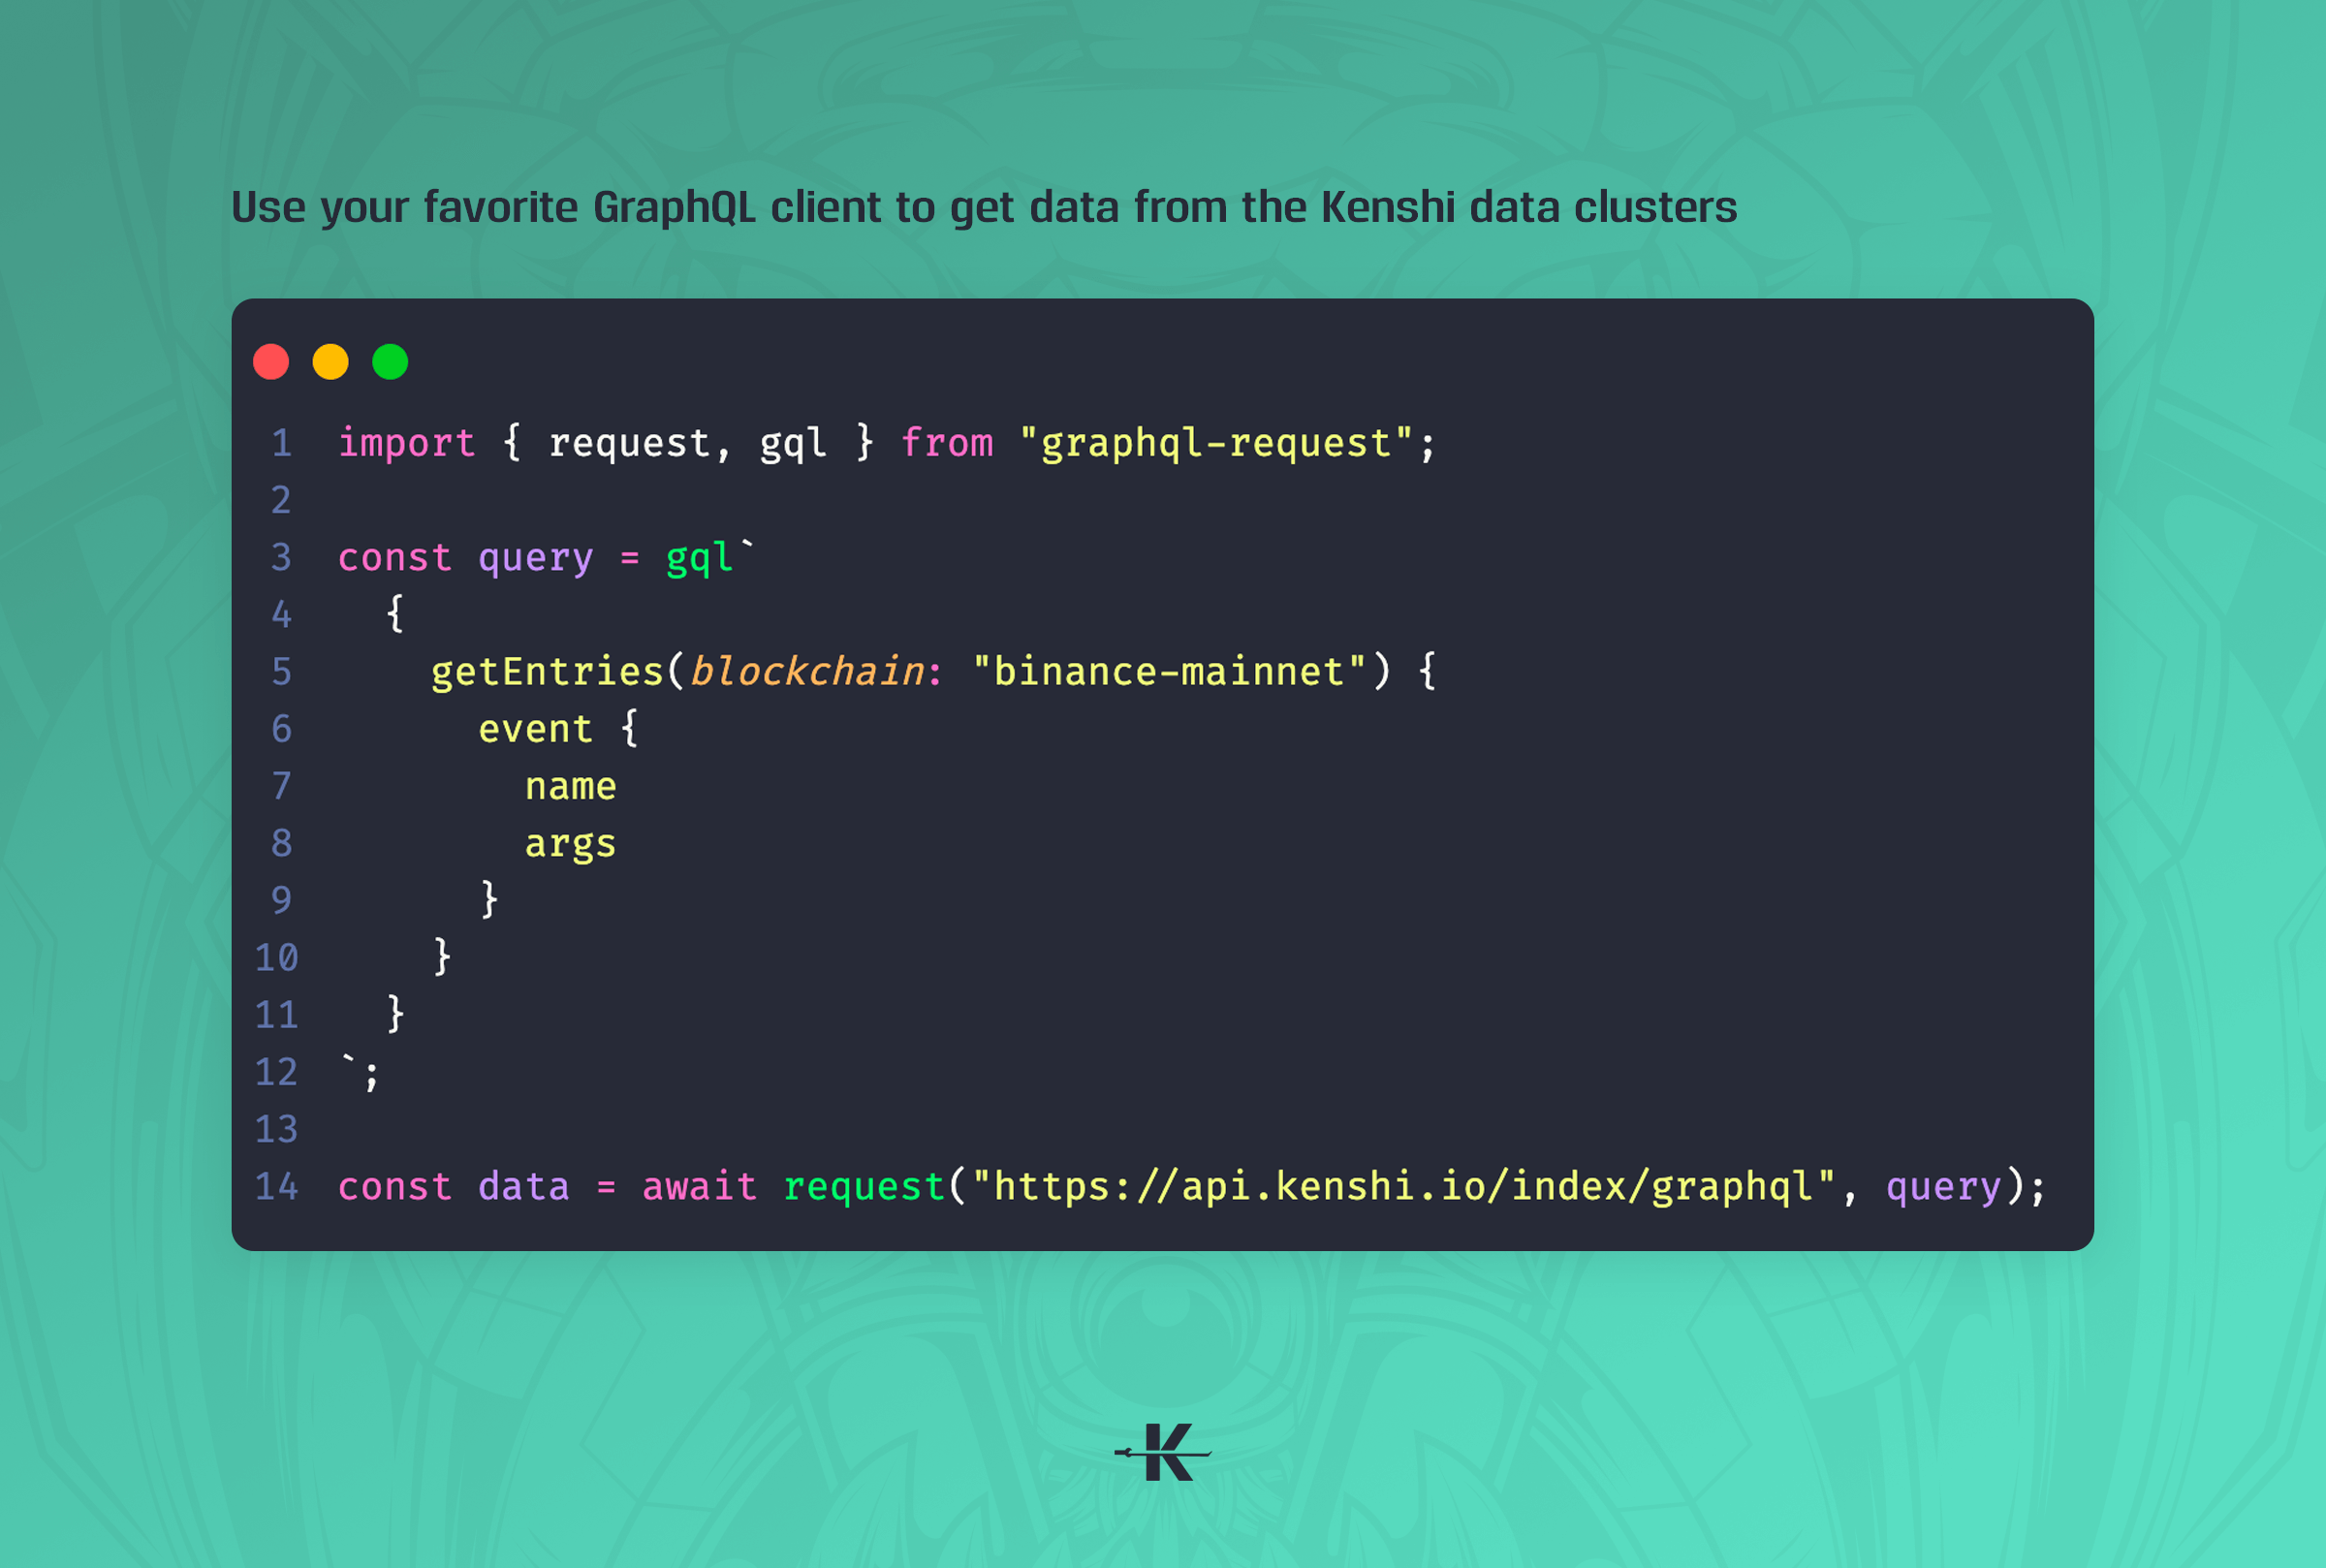 Use your favorite GraphQL client to get data from the Kenshi data clusters
1 import { request, gql } from "graphql-request";
2
3 const query = gql`
4   {
5     getEntries(blockchain: "binance-mainnet") {
6       event {
7         name
8         args
9       }
10     }
11   }
12 `;
13
14 const data = await request("https://api.kenshi.io/index/graphql", query);
K